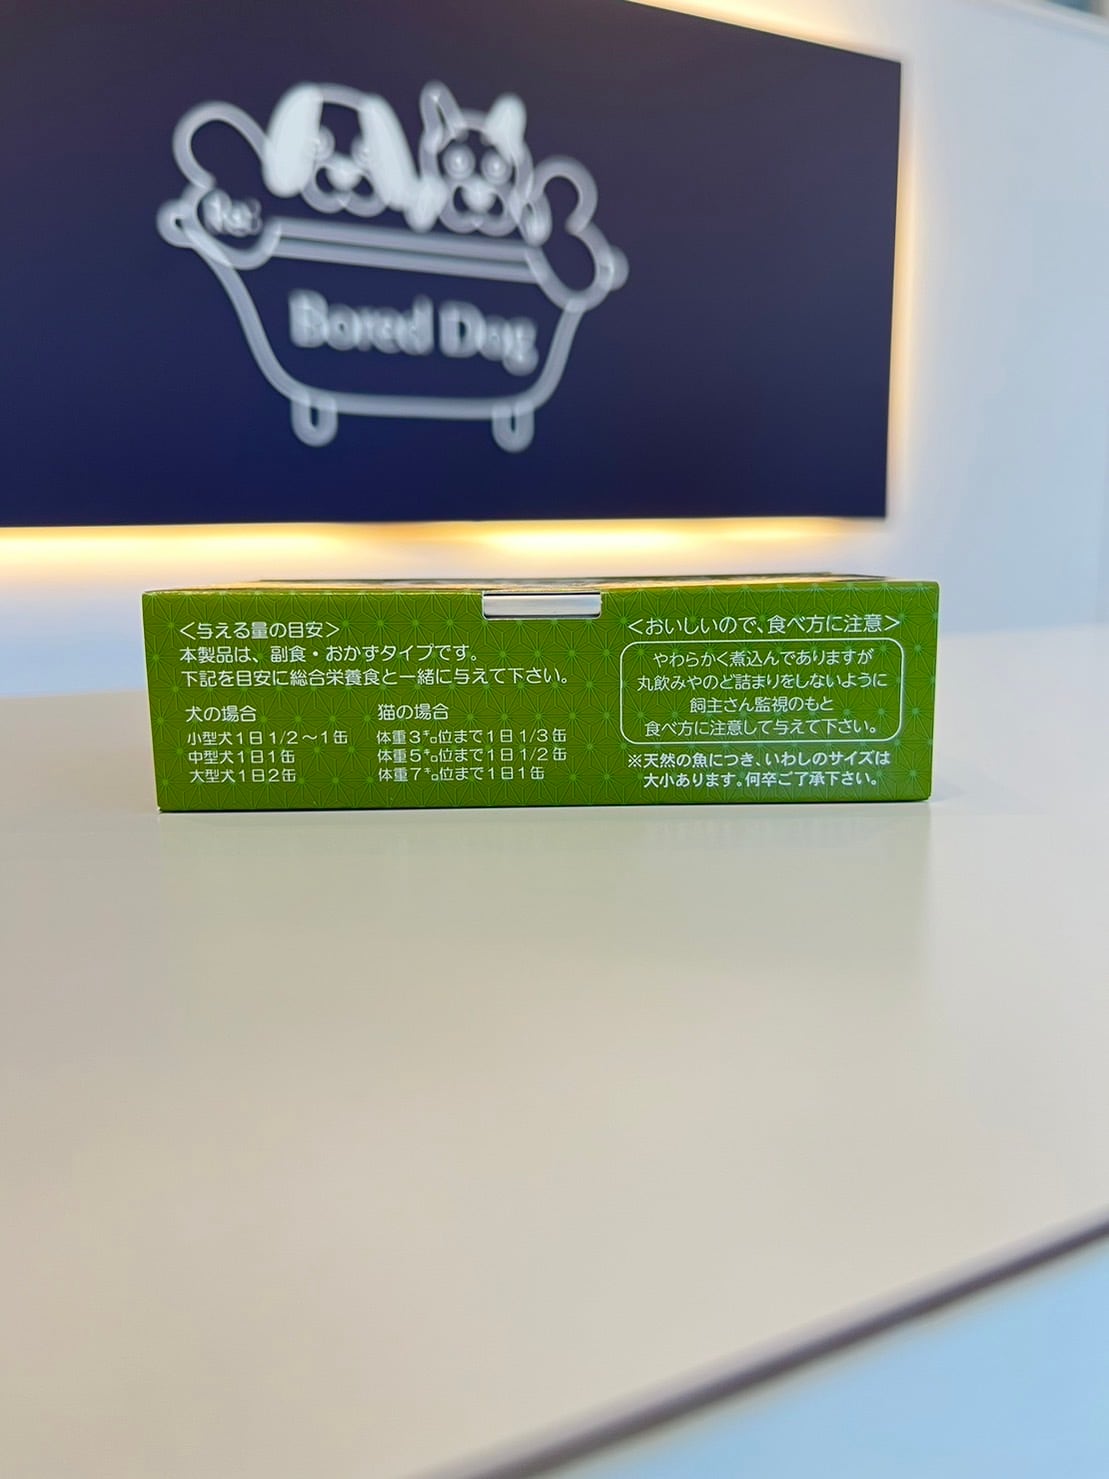 Bored Dog
＜与える量の目安＞
本製品は、副食・おかずタイプです。
下記を目安に総合栄養食と一緒に与えて下さい。
犬の場合
小型犬1日1/2～1缶
中型犬1日1缶
大型犬1日2缶
猫の場合
体重3㌔位まで1日1/3缶
体重5㌔位まで1日1/2缶
体重7㌔位まで1日1缶
＜おいしいので、食べ方に注意＞
やわらかく煮込んでありますが
丸飲みやのど詰まりをしないように
飼主さん監視のもと
食べ方に注意して与えて下さい。
※天然の魚につき、いわしのサイズは
大小あります。何卒ご了承下さい。